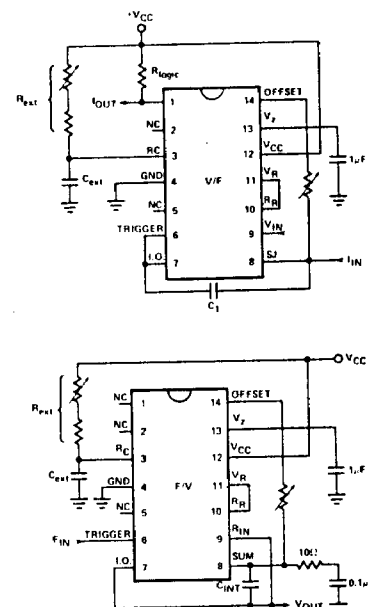 +VCC
Rlogic
Rext
fOUT
1
14
OFFSET
NC
2
13
Vz
RC
3
12
VCC
Cext
GND
4
V/F
11
VR
1µF
NC
5
10
RR
TRIGGER
6
9
VIN
I.O.
7
8
SJ
IIN
C1
VCC
Rext
NC
1
14
OFFSET
NC
2
13
Vz
RC
3
12
VCC
Cext
GND
4
F/V
11
VR
1µF
NC
5
10
RR
FIN
TRIGGER
6
9
RIN
I.O.
7
8
SUM
10Ω
CINT
0.1µ
VOUT